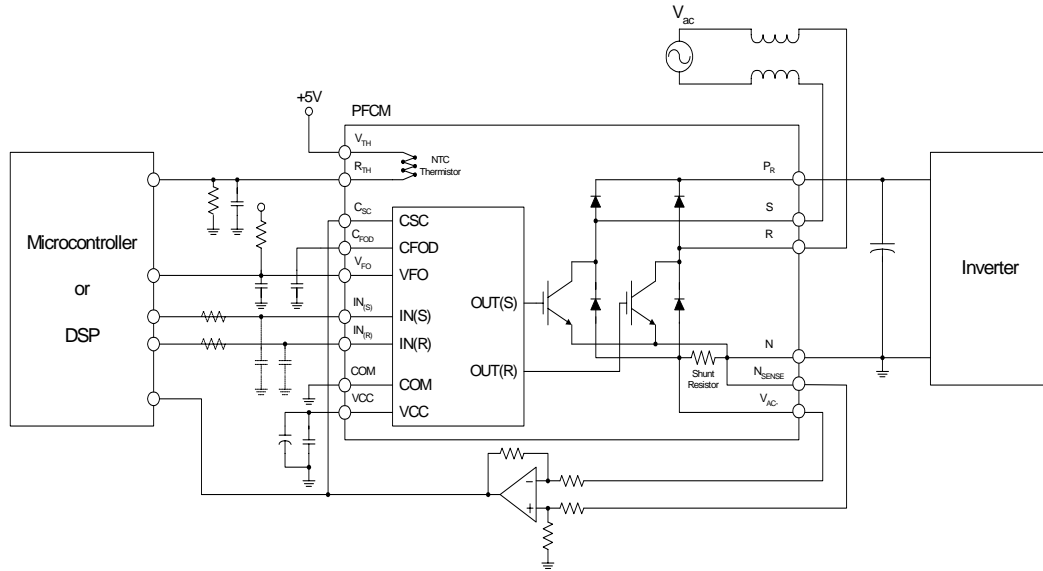 Vac
+5V
PFCM
VTH
NTC
Thermistor
RTH
PR
CSC
CSC
S
Microcontroller
or
DSP
CFOD
CFOD
R
VFO
VFO
Inverter
IN(S)
IN(S)
OUT(S)
IN(R)
IN(R)
N
COM
COM
OUT(R)
Shunt
Resistor
NSENSE
VCC
VCC
VAC-
−
+